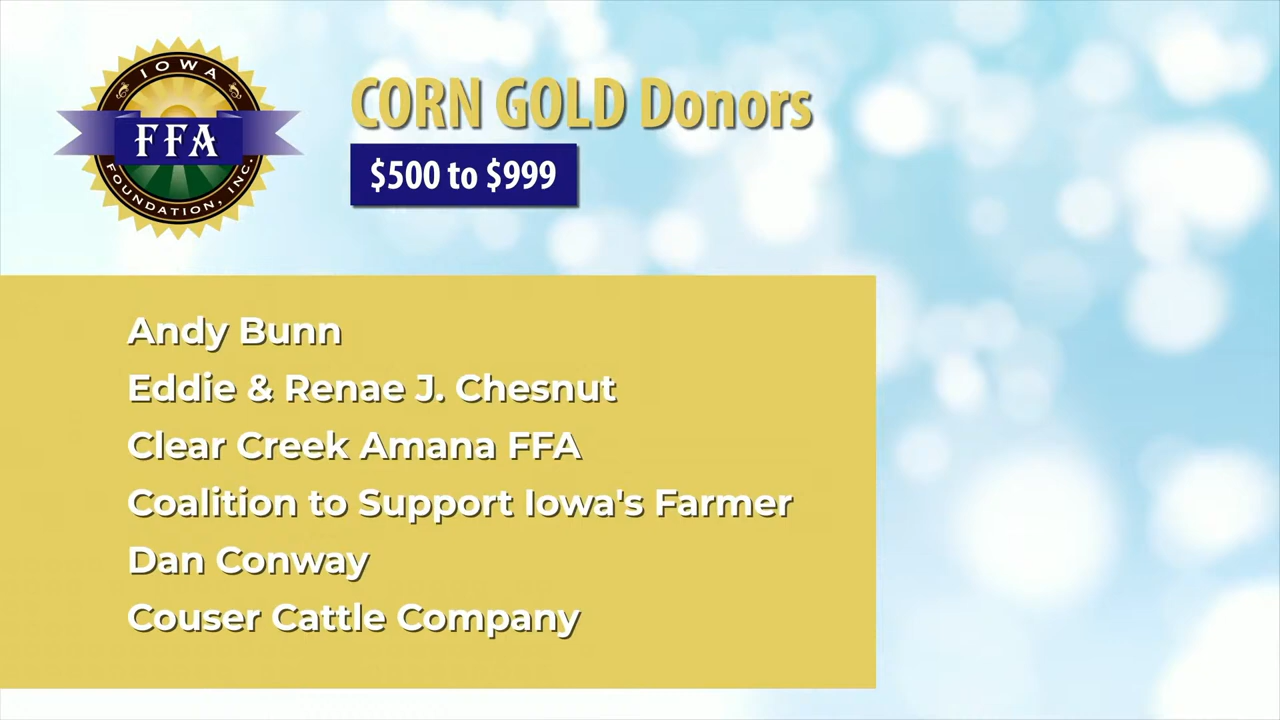 IOWA
FFA
FOUNDATION, INC.
CORN GOLD Donors
$500 to $999
Andy Bunn
Eddie & Renae J. Chesnut
Clear Creek Amana FFA
Coalition to Support Iowa's Farmer
Dan Conway
Couser Cattle Company